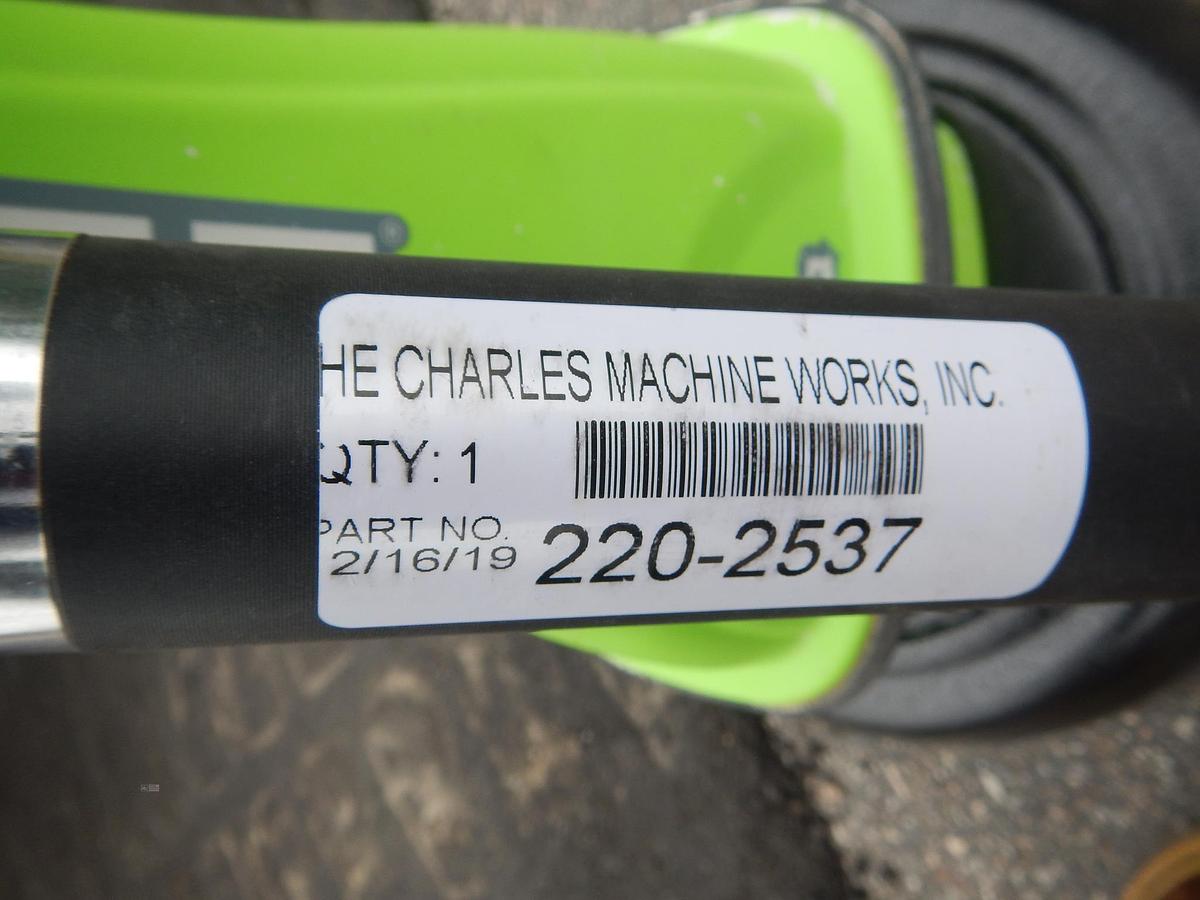 HE CHARLES MACHINE WORKS, INC.
QTY: 1
PART NO.
2/16/19 220-2537
®